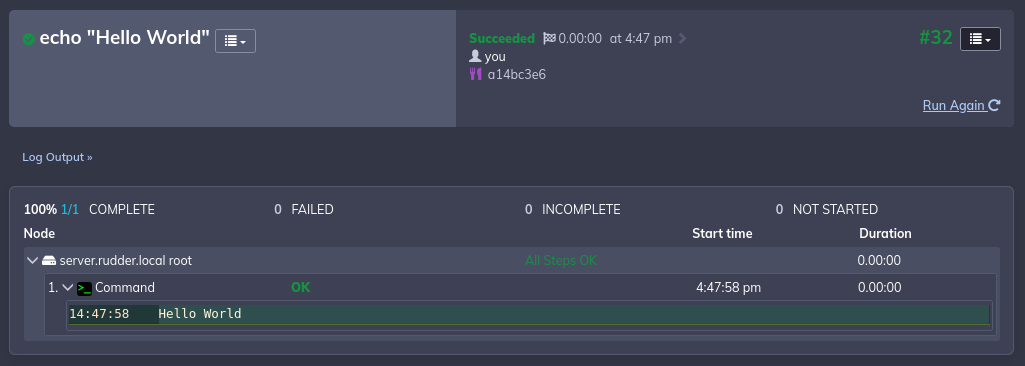 echo "Hello World"
Succeeded 0.00:00 at 4:47 pm
#32
you
a14bc3e6
Run Again
Log Output »
100% 1/1 COMPLETE 0 FAILED 0 INCOMPLETE 0 NOT STARTED
Node Start time Duration
server.rudder.local root All Steps OK 0.00:00
1. >_ Command OK 4:47:58 pm 0.00:00
14:47:58 Hello World